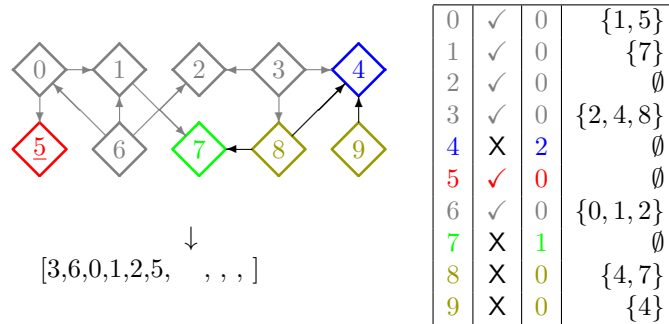 0 1 2 3 4
5 6 7 8 9
↓
[3,6,0,1,2,5, , , , ]
0 ✓ 0 {1, 5}
1 ✓ 0 {7}
2 ✓ 0 ∅
3 ✓ 0 {2, 4, 8}
4 X 2 ∅
5 ✓ 0 ∅
6 ✓ 0 {0, 1, 2}
7 X 1 ∅
8 X 0 {4, 7}
9 X 0 {4}